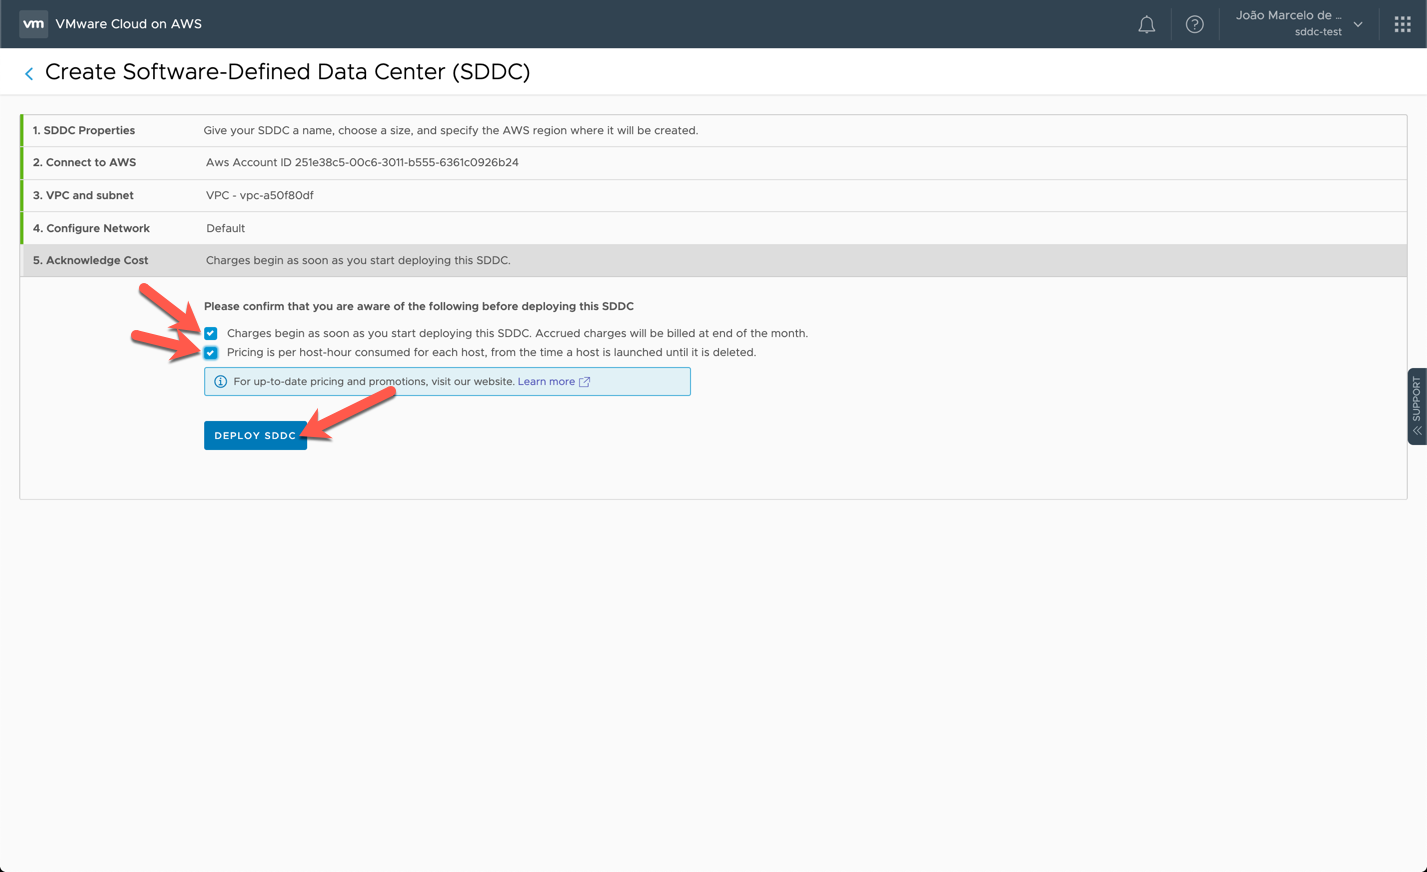 vm VMware Cloud on AWS
João Marcelo de ...
sddc-test
Create Software-Defined Data Center (SDDC)
1. SDDC Properties Give your SDDC a name, choose a size, and specify the AWS region where it will be created.
2. Connect to AWS Aws Account ID 251e38c5-00c6-3011-b555-6361c0926b24
3. VPC and subnet VPC - vpc-a50f80df
4. Configure Network Default
5. Acknowledge Cost Charges begin as soon as you start deploying this SDDC.
Please confirm that you are aware of the following before deploying this SDDC
Charges begin as soon as you start deploying this SDDC. Accrued charges will be billed at end of the month.
Pricing is per host-hour consumed for each host, from the time a host is launched until it is deleted.
For up-to-date pricing and promotions, visit our website. Learn more
DEPLOY SDDC
SUPPORT